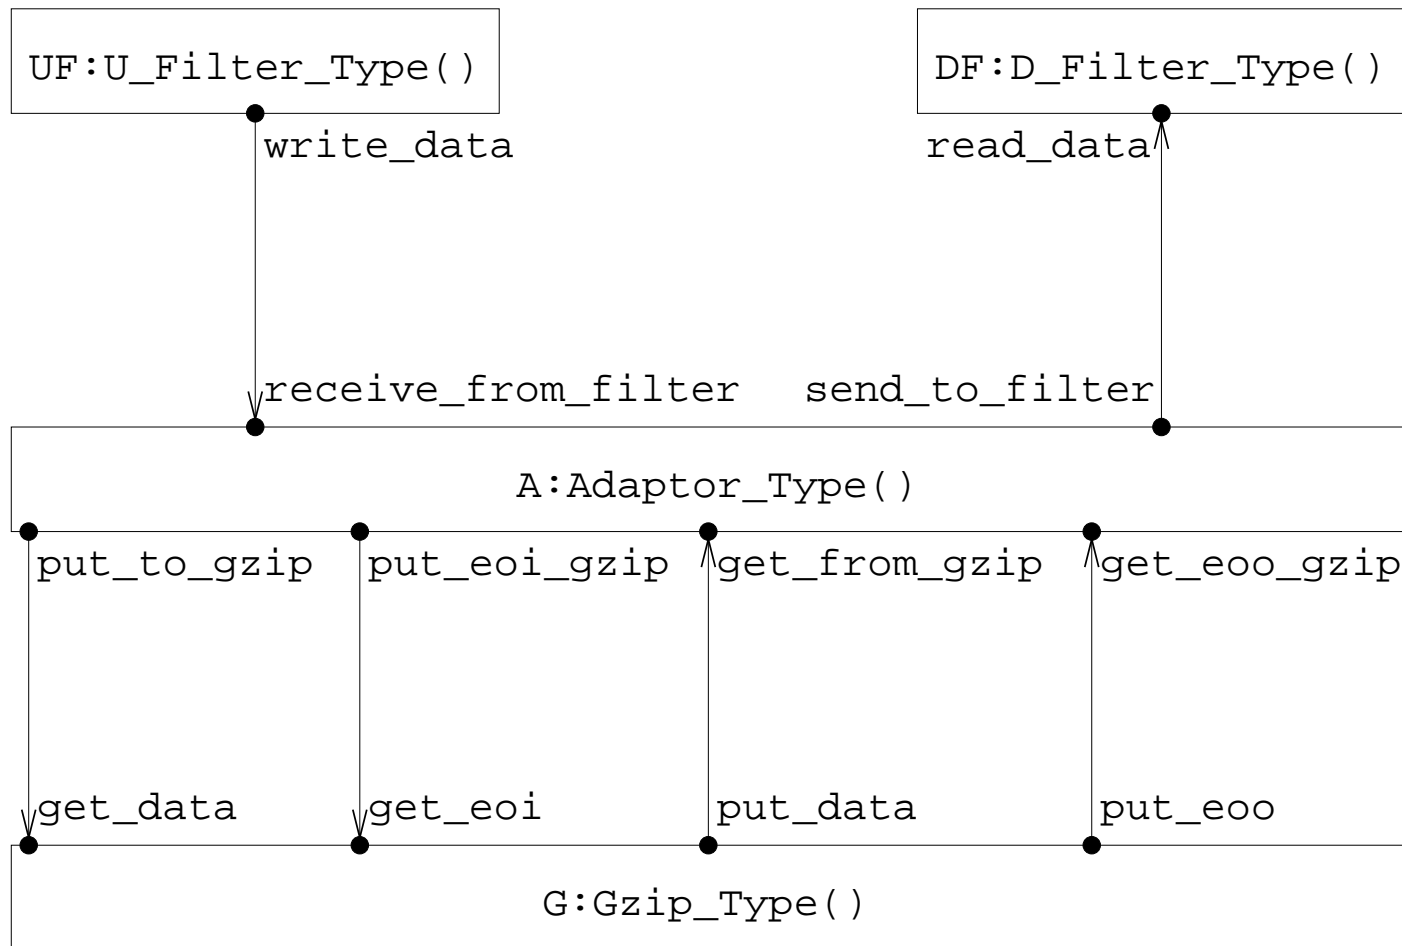 UF:U_Filter_Type()
DF:D_Filter_Type()
write_data
read_data
receive_from_filter
send_to_filter
A:Adaptor_Type()
put_to_gzip
put_eoi_gzip
get_from_gzip
get_eoo_gzip
get_data
get_eoi
put_data
put_eoo
G:Gzip_Type()